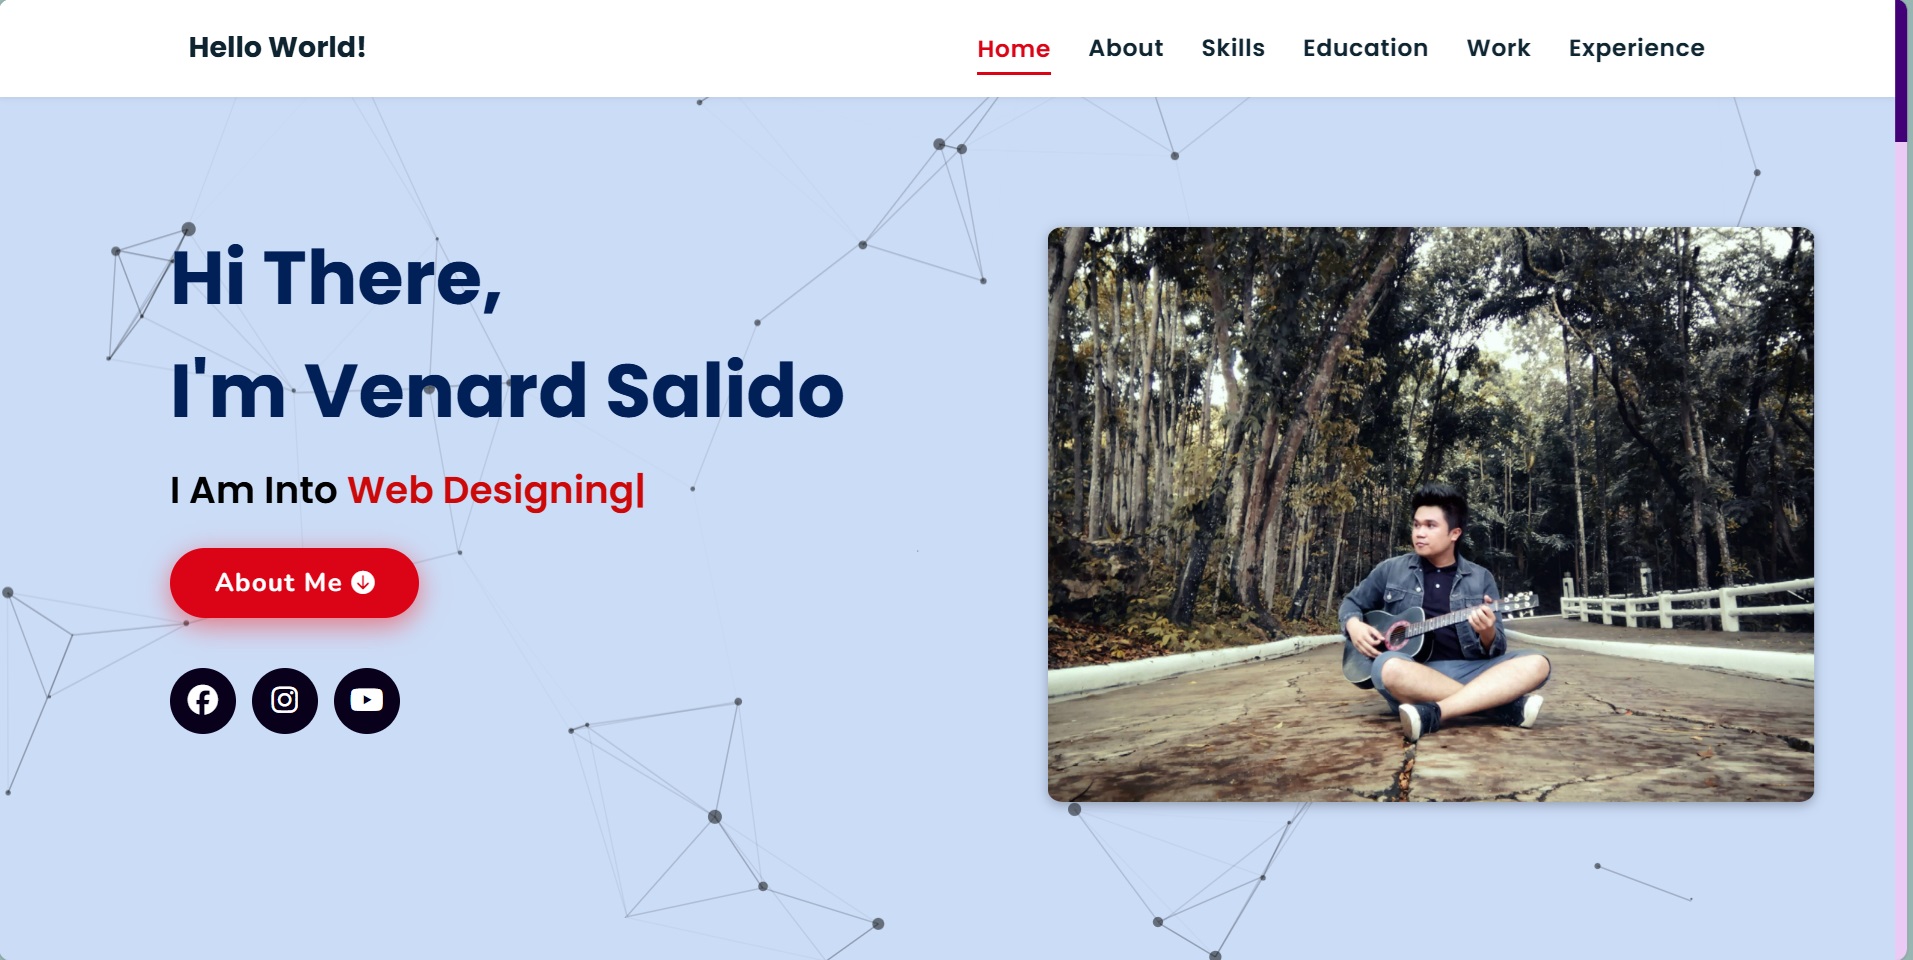 Hello World!
Home About Skills Education Work Experience
Hi There,
I'm Venard Salido
I Am Into Web Designing|
About Me